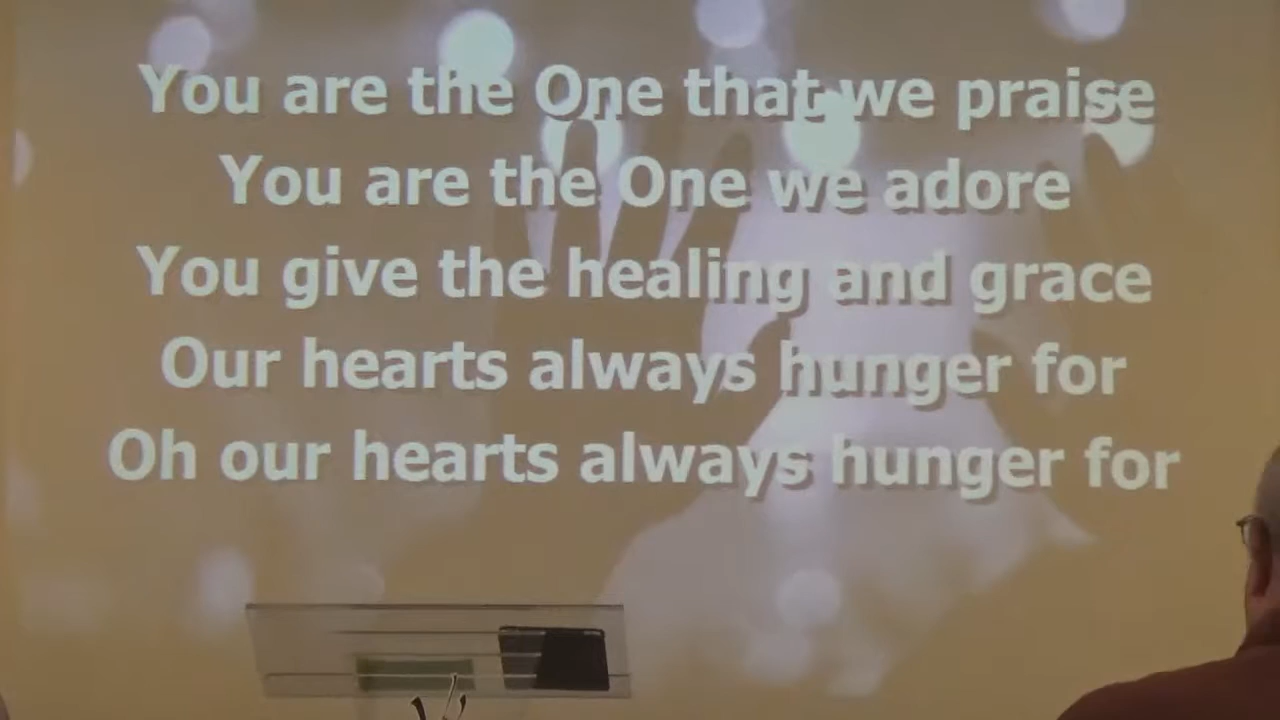 You are the One that we praise
You are the One we adore
You give the healing and grace
Our hearts always hunger for
Oh our hearts always hunger for